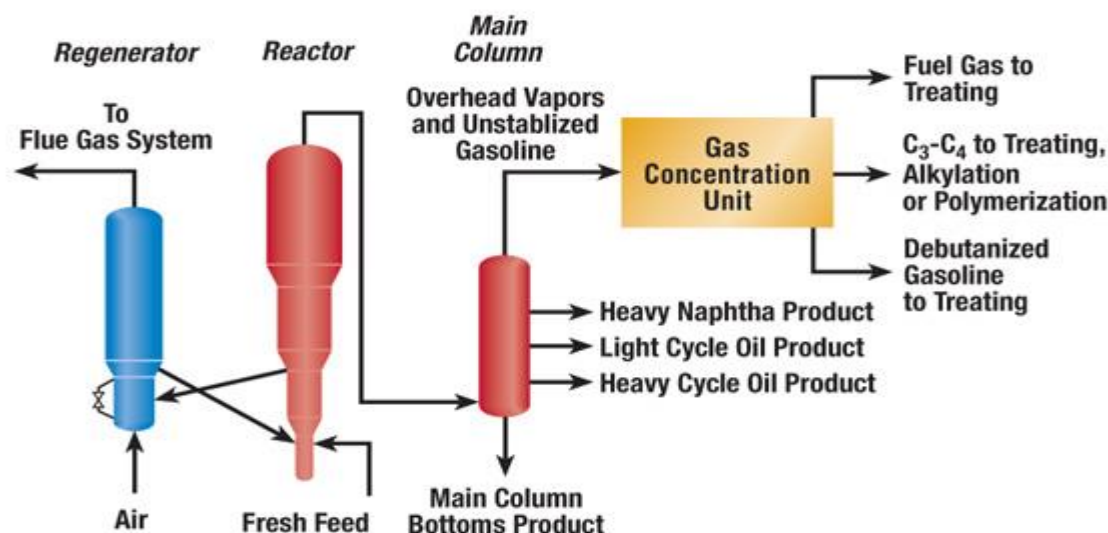 Regenerator
Reactor
Main
Column
To
Flue Gas System
Overhead Vapors
and Unstablized
Gasoline
Gas
Concentration
Unit
Fuel Gas to
Treating
C₃-C₄ to Treating,
Alkylation
or Polymerization
Debutanized
Gasoline
to Treating
Heavy Naphtha Product
Light Cycle Oil Product
Heavy Cycle Oil Product
Air
Fresh Feed
Main Column
Bottoms Product